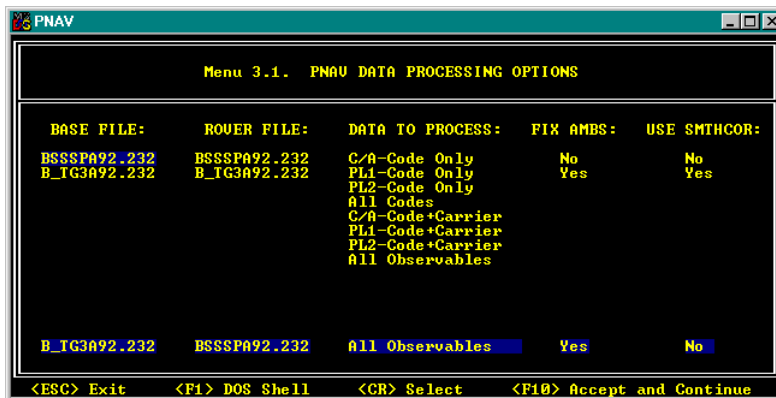 PNAV
Menu 3.1. PNAV DATA PROCESSING OPTIONS
BASE FILE: ROVER FILE: DATA TO PROCESS: FIX AMBS: USE SMTHCOR:
BSSSPA92.232 BSSSPA92.232 C/A-Code Only No No
B_TG3A92.232 B_TG3A92.232 PL1-Code Only Yes Yes
PL2-Code Only
All Codes
C/A-Code+Carrier
PL1-Code+Carrier
PL2-Code+Carrier
All Observables
B_TG3A92.232 BSSSPA92.232 All Observables Yes No
<ESC> Exit <F1> DOS Shell <CR> Select <F10> Accept and Continue